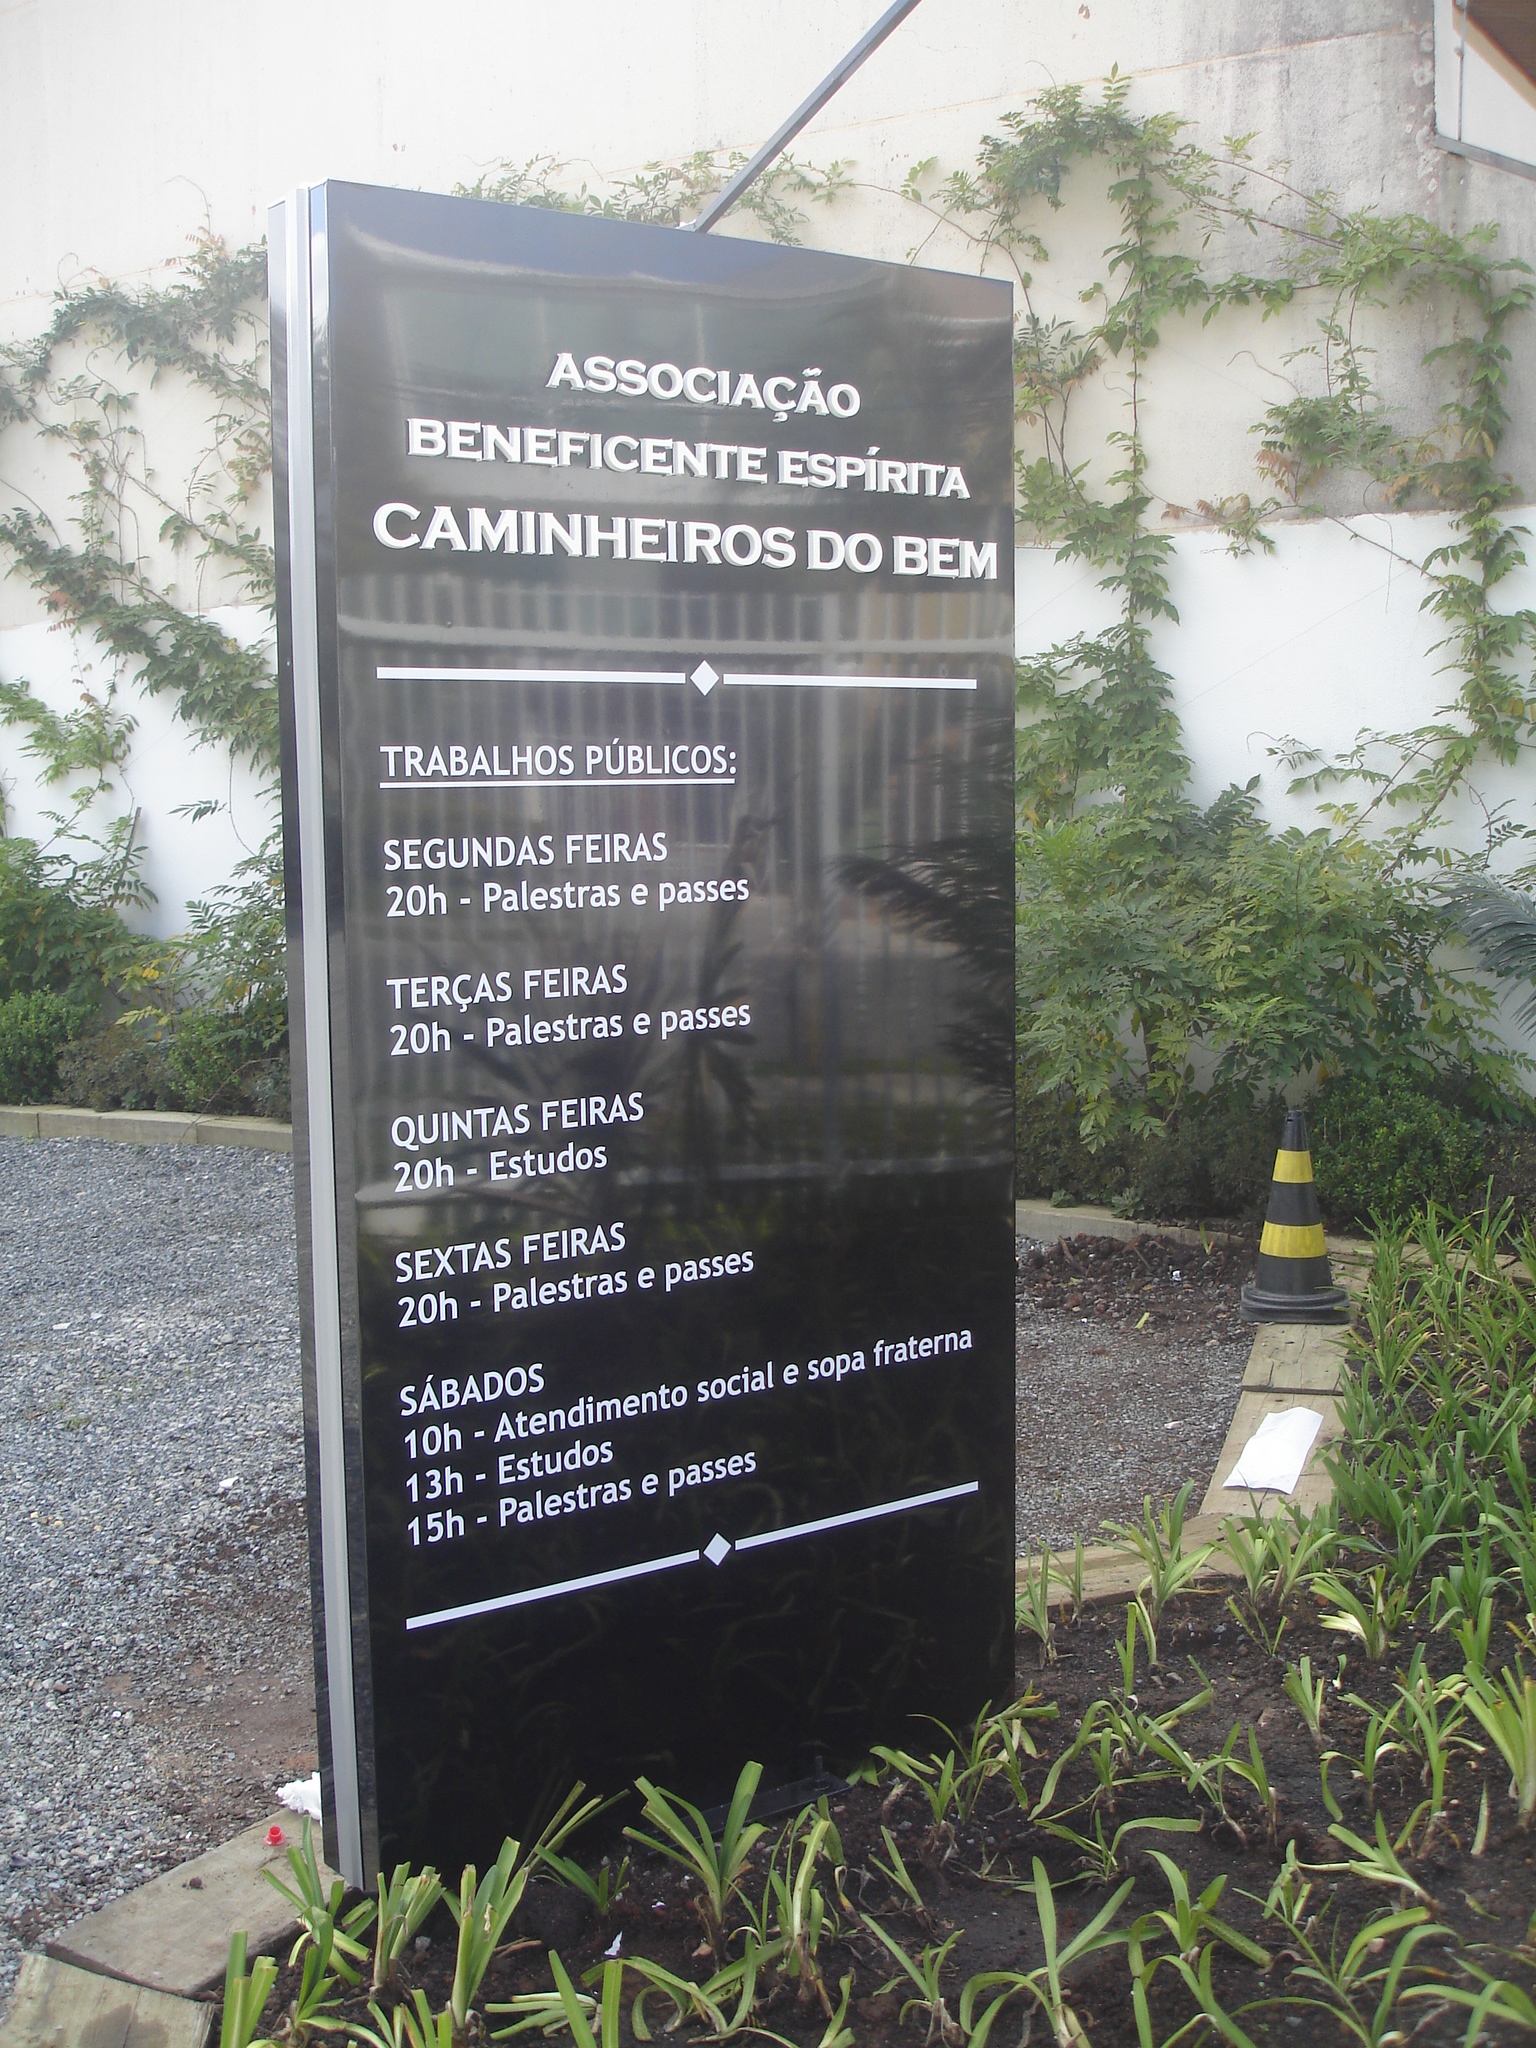 ASSOCIAÇÃO
BENEFICENTE ESPÍRITA
CAMINHEIROS DO BEM
TRABALHOS PÚBLICOS:
SEGUNDAS FEIRAS
20h - Palestras e passes
TERÇAS FEIRAS
20h - Palestras e passes
QUINTAS FEIRAS
20h - Estudos
SEXTAS FEIRAS
20h - Palestras e passes
SÁBADOS
10h - Atendimento social e sopa fraterna
13h - Estudos
15h - Palestras e passes